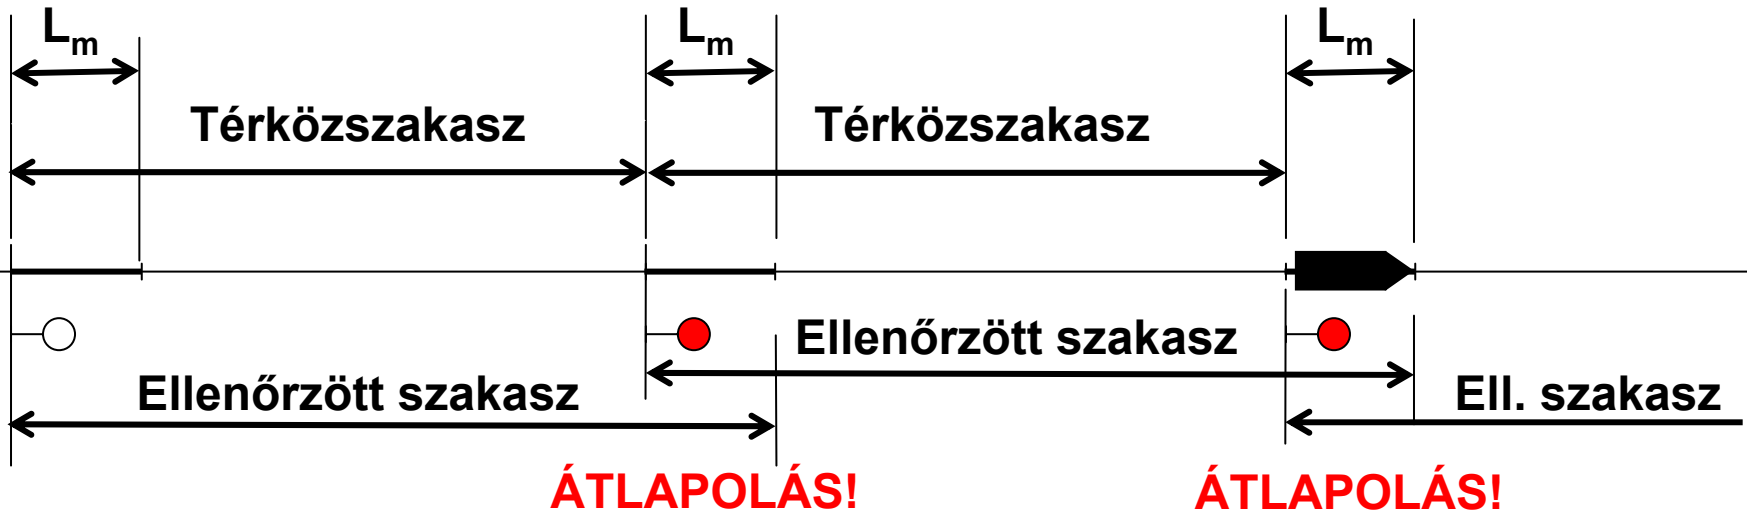 Lm
Lm
Lm
Térközszakasz
Térközszakasz
Ellenőrzött szakasz
Ellenőrzött szakasz
Ell. szakasz
ÁTLAPOLÁS!
ÁTLAPOLÁS!